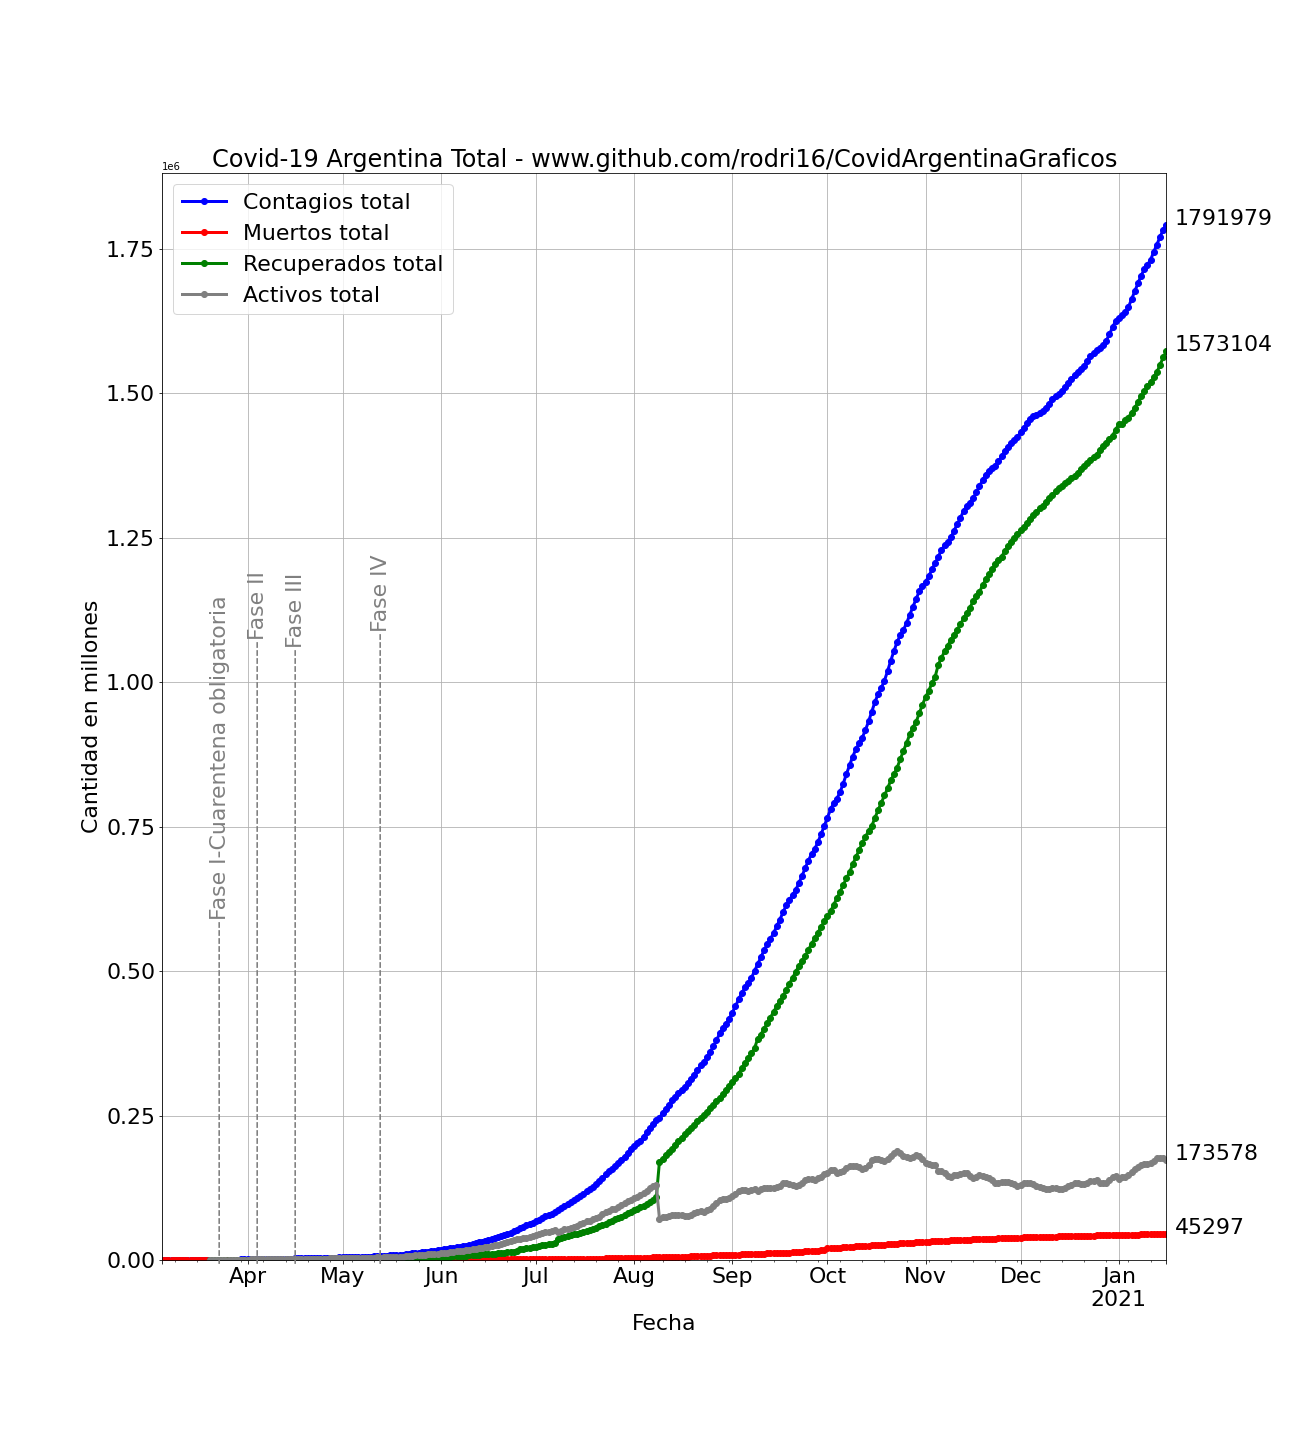 Covid-19 Argentina Total - www.github.com/rodri16/CovidArgentinaGraficos
1e6
Contagios total
Muertos total
Recuperados total
Activos total
1791979
1573104
173578
45297
1.75
1.50
1.25
1.00
0.75
0.50
0.25
0.00
Cantidad en millones
Fase I-Cuarentena obligatoria
Fase II
Fase III
Fase IV
Apr May Jun Jul Aug Sep Oct Nov Dec Jan
2021
Fecha